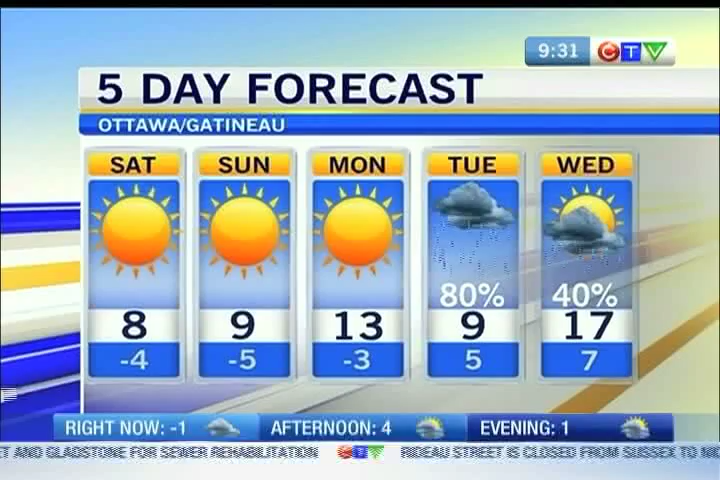 9:31 CTV
5 DAY FORECAST
OTTAWA/GATINEAU
SAT SUN MON TUE WED
80% 40%
8 9 13 9 17
-4 -5 -3 5 7
RIGHT NOW: -1 AFTERNOON: 4 EVENING: 1
ET AND GLADSTONE FOR SEWER REHABILITATION CTV RIDEAU STREET IS CLOSED FROM SUSSEX TO